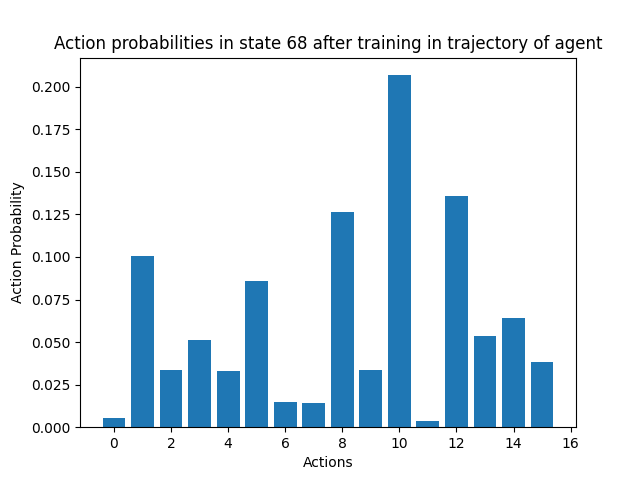 Action probabilities in state 68 after training in trajectory of agent
0.200
0.175
0.150
0.125
0.100
0.075
0.050
0.025
0.000
Action Probability
0 2 4 6 8 10 12 14 16
Actions